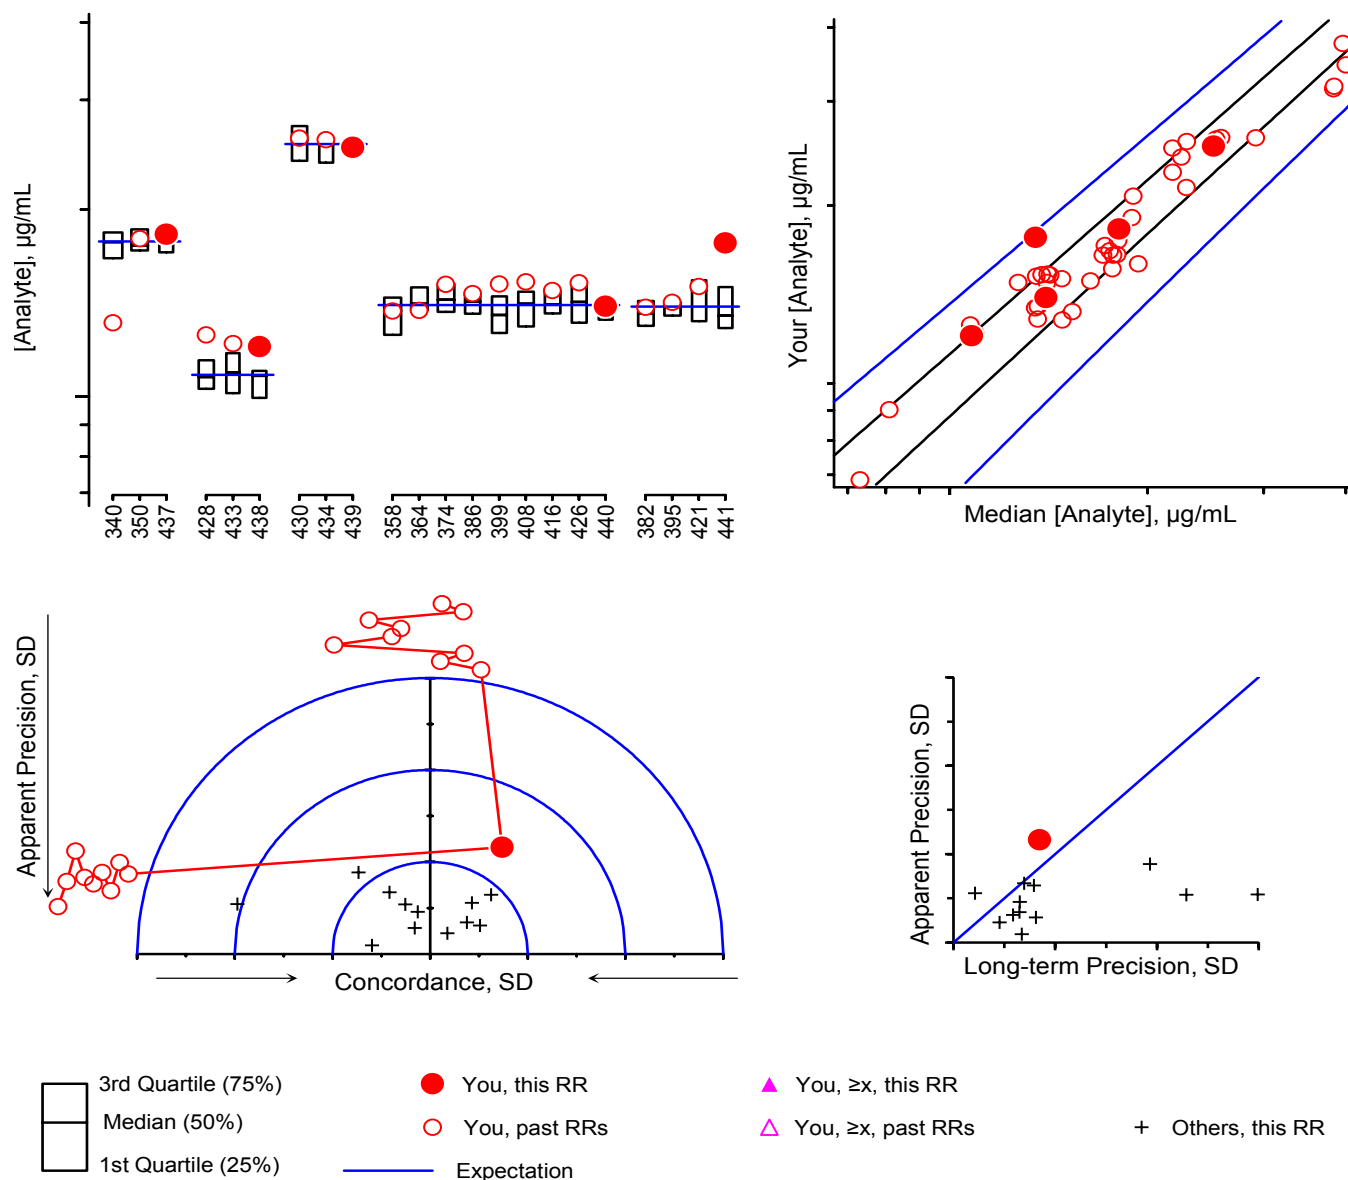 [Analyte], µg/mL
340
350
437
428
433
438
430
434
439
358
364
374
386
399
408
416
426
440
382
395
421
441
Your [Analyte], µg/mL
Median [Analyte], µg/mL
Apparent Precision, SD
Concordance, SD
Apparent Precision, SD
Long-term Precision, SD
3rd Quartile (75%)
Median (50%)
1st Quartile (25%)
You, this RR
You, past RRs
Expectation
You, ≥x, this RR
You, ≥x, past RRs
Others, this RR